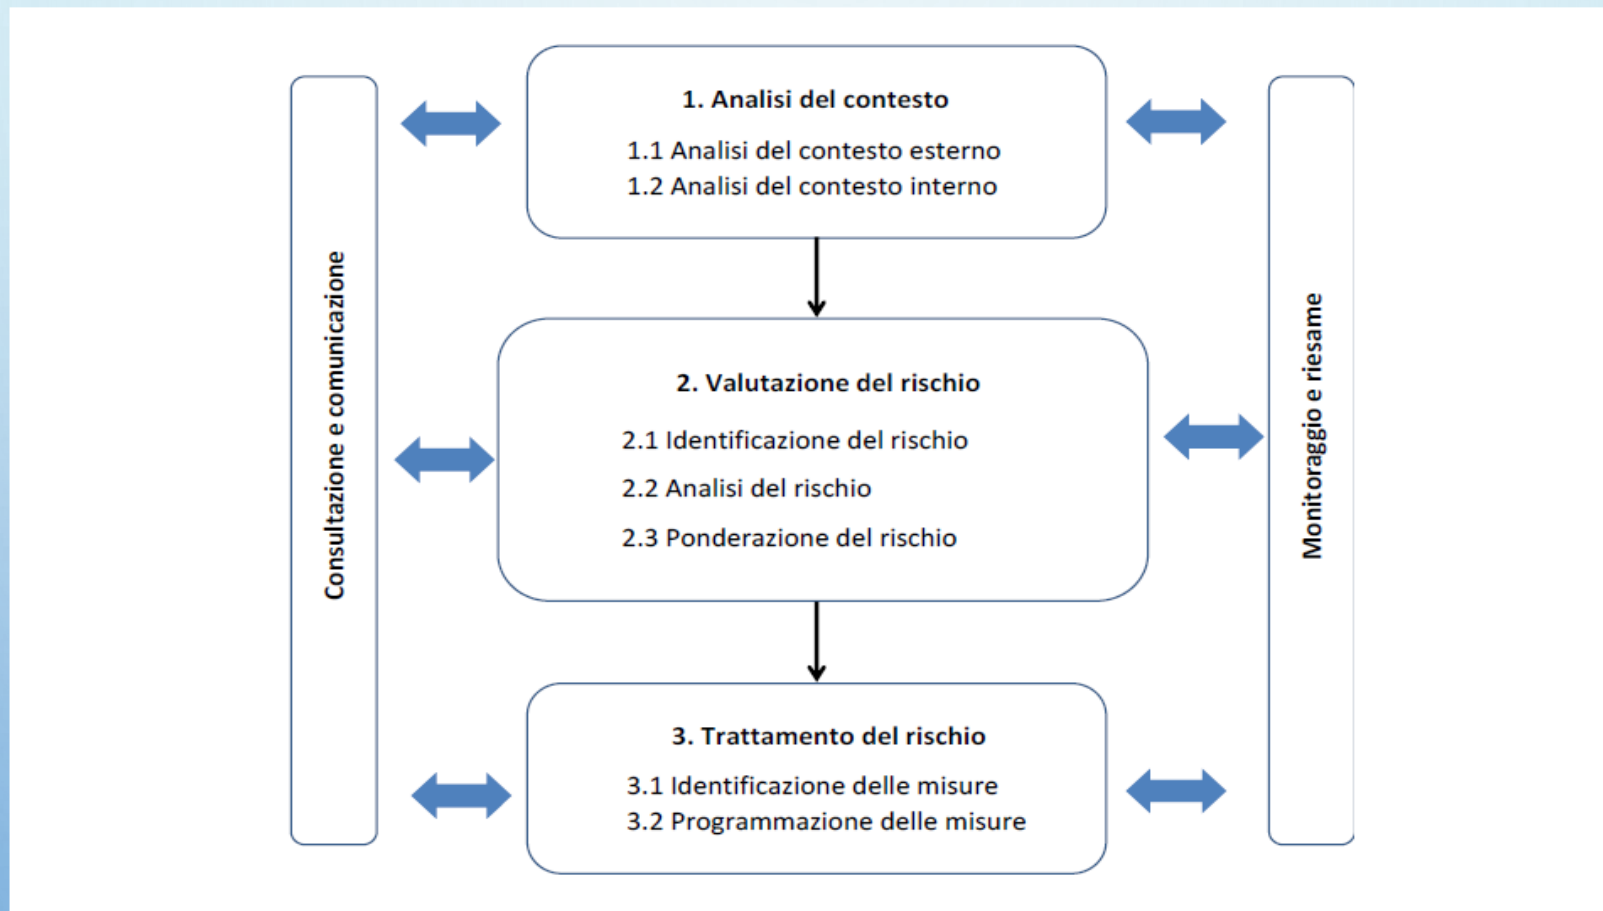 Consultazione e comunicazione
1. Analisi del contesto
1.1 Analisi del contesto esterno
1.2 Analisi del contesto interno
2. Valutazione del rischio
2.1 Identificazione del rischio
2.2 Analisi del rischio
2.3 Ponderazione del rischio
3. Trattamento del rischio
3.1 Identificazione delle misure
3.2 Programmazione delle misure
Monitoraggio e riesame